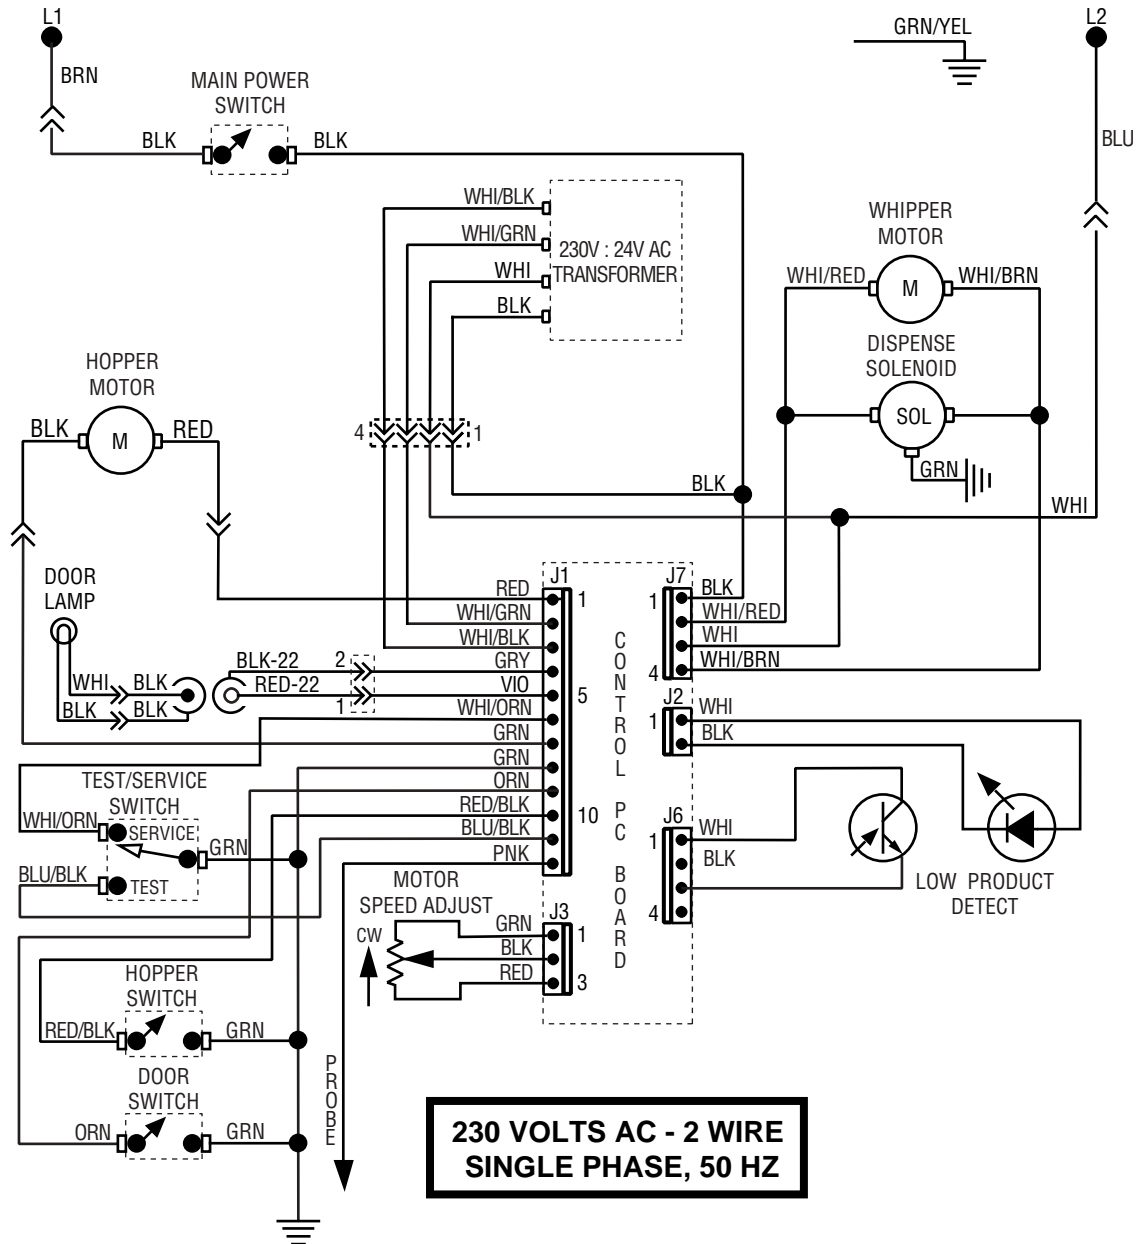 L1
GRN/YEL
L2
BRN
MAIN POWER
SWITCH
BLK
BLK
BLU
WHI/BLK
WHI/GRN
WHI
BLK
230V : 24V AC
TRANSFORMER
WHIPPER
MOTOR
WHI/RED
M
WHI/BRN
DISPENSE
SOLENOID
SOL
GRN
HOPPER
MOTOR
BLK
M
RED
4
1
BLK
WHI
DOOR
LAMP
WHI
BLK
BLK
BLK
BLK-22
RED-22
2
1
J1
RED
1
WHI/GRN
WHI/BLK
GRY
VIO
5
WHI/ORN
GRN
GRN
ORN
RED/BLK
10
BLU/BLK
PNK
CONTROL PC BOARD
J7
1
BLK
WHI/RED
WHI
4
WHI/BRN
J2
1
WHI
BLK
J6
1
WHI
BLK
4
LOW PRODUCT
DETECT
TEST/SERVICE
SWITCH
WHI/ORN
SERVICE
GRN
BLU/BLK
TEST
MOTOR
SPEED ADJUST
CW
J3
GRN
1
BLK
RED
3
HOPPER
SWITCH
RED/BLK
GRN
DOOR
SWITCH
ORN
GRN
PROBE
230 VOLTS AC - 2 WIRE
SINGLE PHASE, 50 HZ